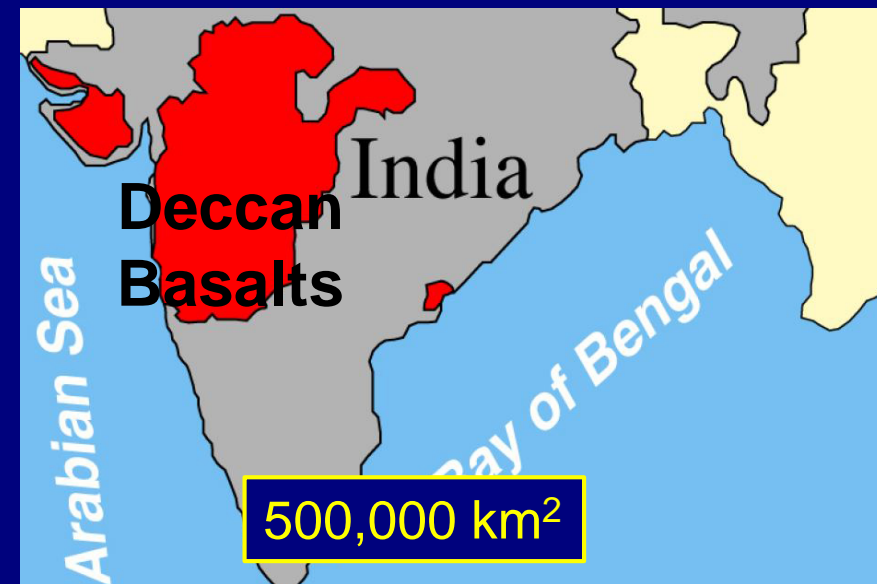 India
Deccan
Basalts
Arabian Sea
Bay of Bengal
500,000 km²